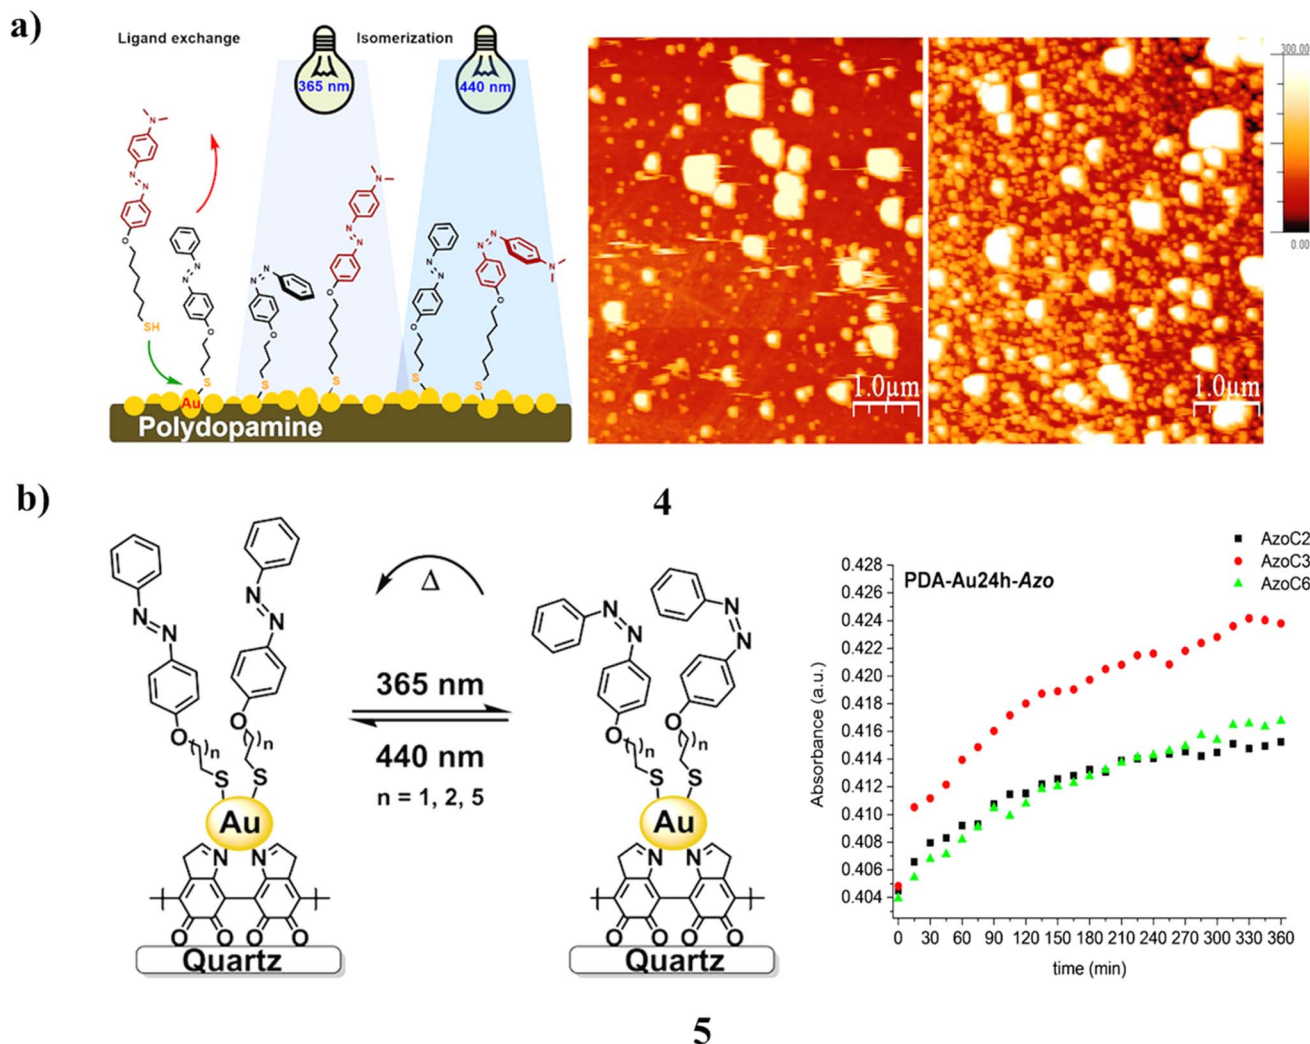 a)
Ligand exchange
Isomerization
365 nm
440 nm
N
N
N
O
SH
N
N
O
S
N
N
O
S
N
N
N
O
S
N
N
O
S
N
N
N
O
S
Au
Polydopamine
1.0µm
1.0µm
300.00
0.00
4
b)
N
N
N
N
O
O
( )n
( )n
S
S
Au
N
N
O
O
O
O
Quartz
Δ
365 nm
440 nm
n = 1, 2, 5
N
N
N
N
O
O
( )n
( )n
S
S
Au
N
N
O
O
O
O
Quartz
AzoC2
AzoC3
AzoC6
PDA-Au24h-Azo
Absorbance (a.u.)
0.428
0.426
0.424
0.422
0.420
0.418
0.416
0.414
0.412
0.410
0.408
0.406
0.404
0 30 60 90 120 150 180 210 240 270 300 330 360
time (min)
5